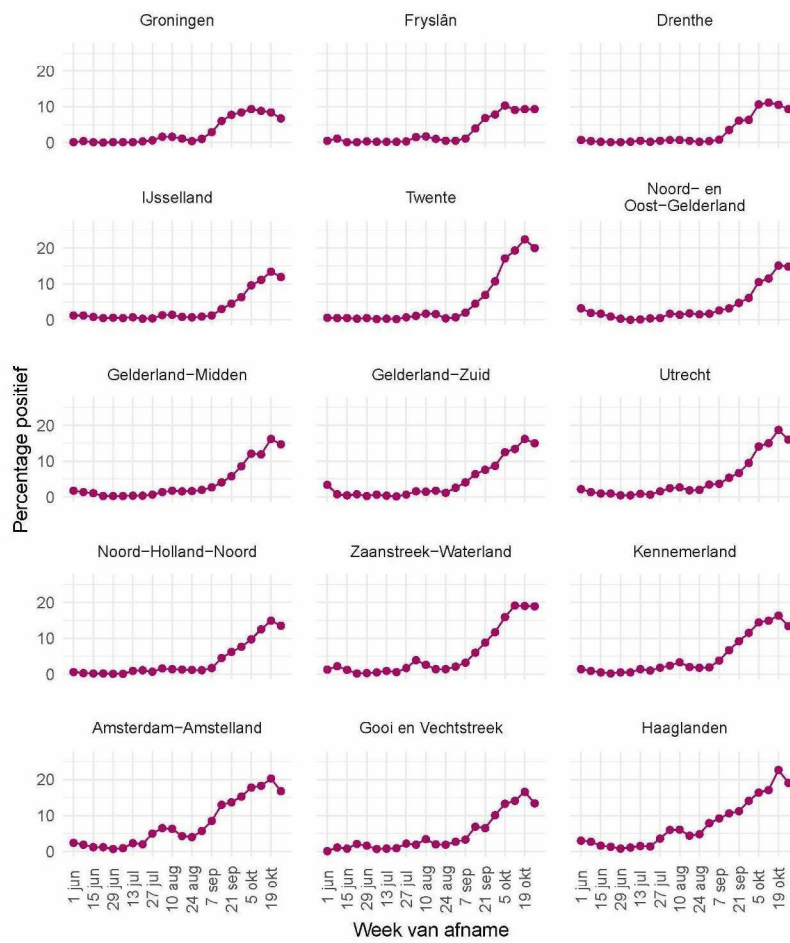 Groningen
Fryslân
Drenthe
20
10
0
IJsselland
Twente
Noord- en
Oost-Gelderland
20
10
0
Percentage positief
Gelderland-Midden
Gelderland-Zuid
Utrecht
20
10
0
Noord-Holland-Noord
Zaanstreek-Waterland
Kennemerland
20
10
0
Amsterdam-Amstelland
Gooi en Vechtstreek
Haaglanden
20
10
0
1 jun
15 jun
29 jun
13 jul
27 jul
10 aug
24 aug
7 sep
21 sep
5 okt
19 okt
1 jun
15 jun
29 jun
13 jul
27 jul
10 aug
24 aug
7 sep
21 sep
5 okt
19 okt
1 jun
15 jun
29 jun
13 jul
27 jul
10 aug
24 aug
7 sep
21 sep
5 okt
19 okt
Week van afname